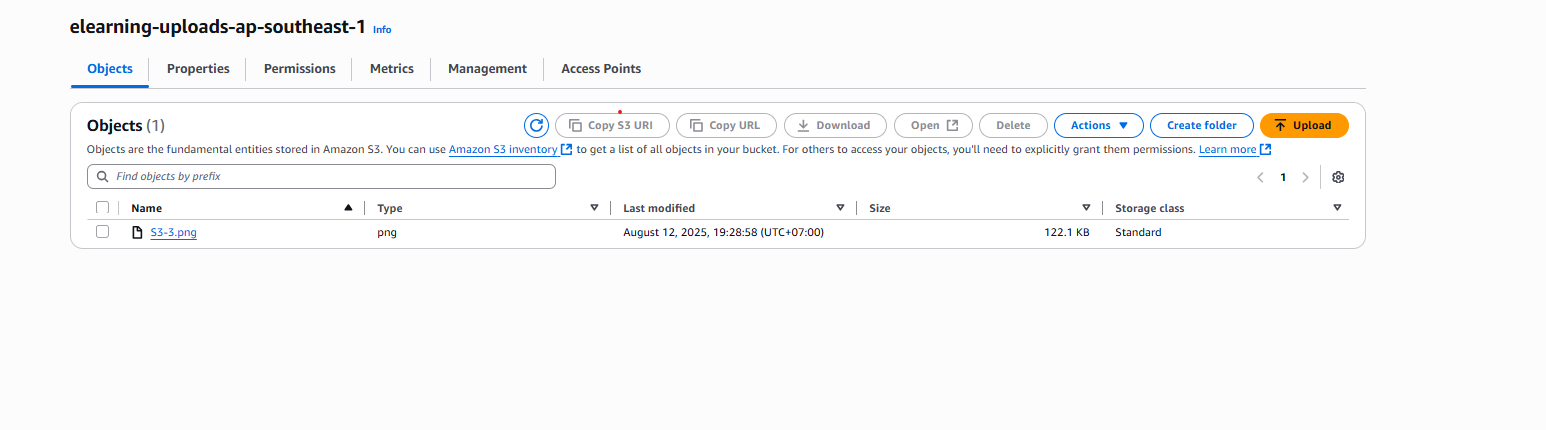 elearning-uploads-ap-southeast-1 Info
Objects Properties Permissions Metrics Management Access Points
Objects (1) Copy S3 URI Copy URL Download Open Delete Actions Create folder Upload
Objects are the fundamental entities stored in Amazon S3. You can use Amazon S3 inventory to get a list of all objects in your bucket. For others to access your objects, you'll need to explicitly grant them permissions. Learn more
Find objects by prefix 1
Name Type Last modified Size Storage class
S3-3.png png August 12, 2025, 19:28:58 (UTC+07:00) 122.1 KB Standard